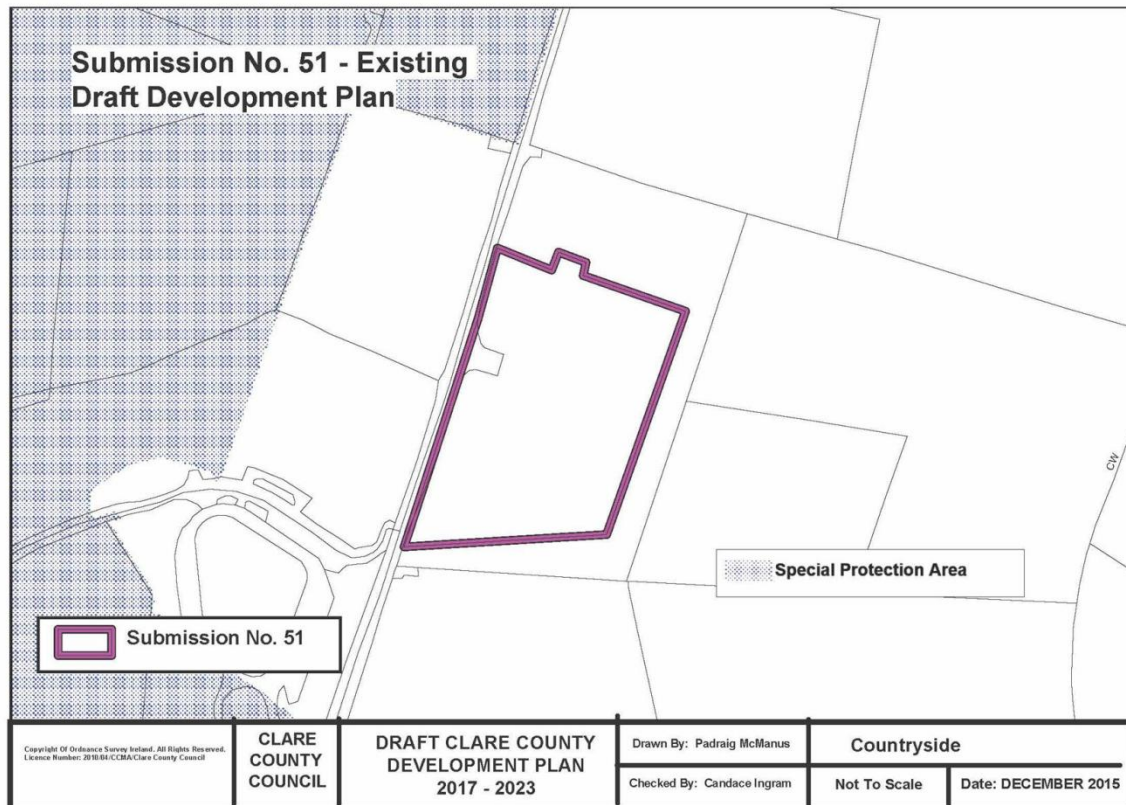 Submission No. 51 - Existing
Draft Development Plan
CW
Special Protection Area
Submission No. 51
Copyright Of Ordnance Survey Ireland. All Rights Reserved.
Licence Number: 2010/04/CCMA/Clare County Council
CLARE
COUNTY
COUNCIL
DRAFT CLARE COUNTY
DEVELOPMENT PLAN
2017 - 2023
Drawn By: Padraig McManus
Checked By: Candace Ingram
Countryside
Not To Scale
Date: DECEMBER 2015